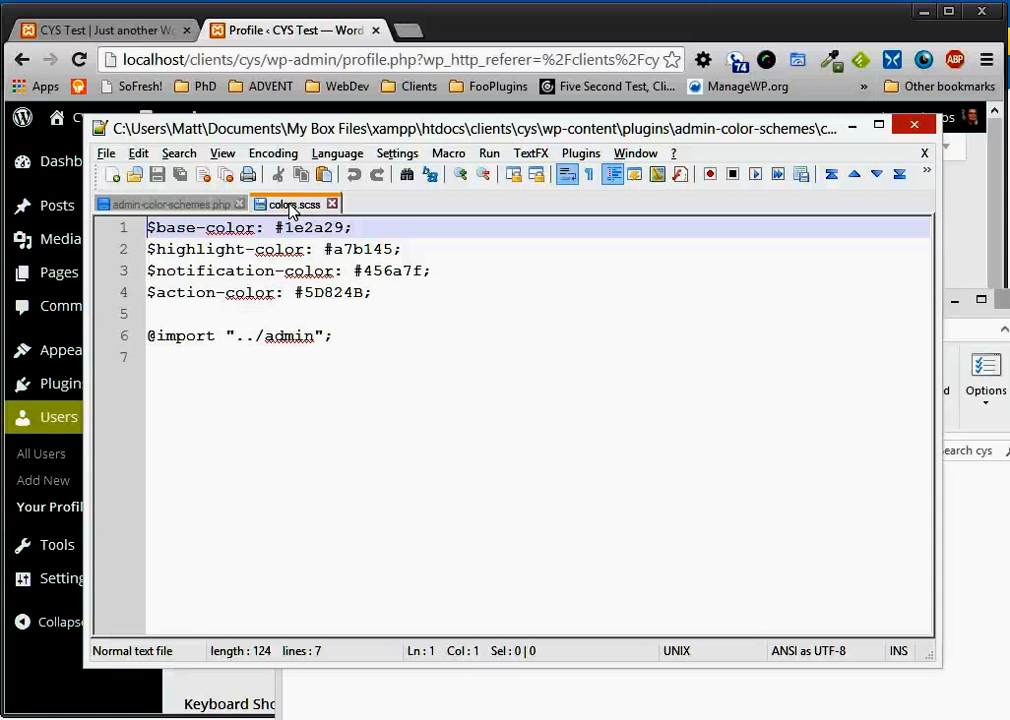 CYS Test | Just another Wo
Profile ‹ CYS Test — Word
localhost/clients/cys/wp-admin/profile.php?wp_http_referer=%2Fclients%2Fcy
74
ABP
Apps
SoFresh!
PhD
ADVENT
WebDev
Clients
FooPlugins
Five Second Test, Cli...
ManageWP.org
»
Other bookmarks
C:\Users\Matt\Documents\My Box Files\xampp\htdocs\clients\cys\wp-content\plugins\admin-color-schemes\c...
File Edit Search View Encoding Language Settings Macro Run TextFX Plugins Window ? X
admin-color-schemes.php
colors.scss
1 $base-color: #1e2a29;
2 $highlight-color: #a7b145;
3 $notification-color: #456a7f;
4 $action-color: #5D824B;
5
6 @import "../admin";
7
Normal text file length : 124 lines : 7 Ln : 1 Col : 1 Sel : 0 | 0 UNIX ANSI as UTF-8 INS
Dashb
Posts
Media
Pages
Comm
Appea
Plugin
Users
All Users
Add New
Your Profil
Tools
Setting
Collaps
os
d
Options
earch cys
Keyboard Sho